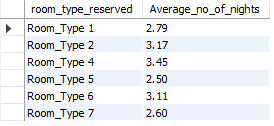 room_type_reserved Average_no_of_nights
Room_Type 1 2.79
Room_Type 2 3.17
Room_Type 4 3.45
Room_Type 5 2.50
Room_Type 6 3.11
Room_Type 7 2.60